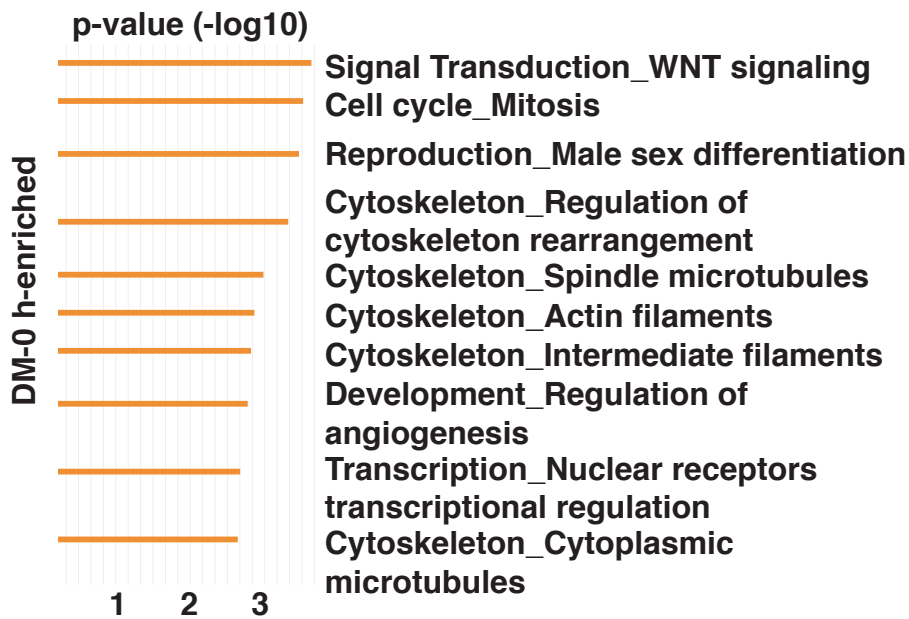 p-value (-log10)
DM-0 h-enriched
Signal Transduction_WNT signaling
Cell cycle_Mitosis
Reproduction_Male sex differentiation
Cytoskeleton_Regulation of
cytoskeleton rearrangement
Cytoskeleton_Spindle microtubules
Cytoskeleton_Actin filaments
Cytoskeleton_Intermediate filaments
Development_Regulation of
angiogenesis
Transcription_Nuclear receptors
transcriptional regulation
Cytoskeleton_Cytoplasmic
microtubules
1 2 3